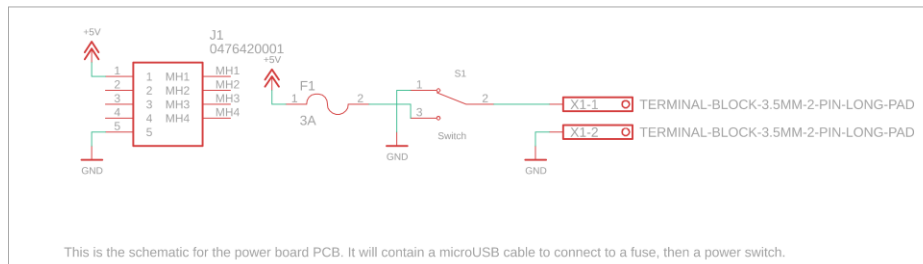 +5V
J1
0476420001
1 1 MH1 MH1
2 2 MH2 MH2
3 3 MH3 MH3
4 4 MH4 MH4
5 5
GND
+5V
F1
1 2
3A
S1
1
2
3
Switch
GND
X1-1 TERMINAL-BLOCK-3.5MM-2-PIN-LONG-PAD
X1-2 TERMINAL-BLOCK-3.5MM-2-PIN-LONG-PAD
GND
This is the schematic for the power board PCB. It will contain a microUSB cable to connect to a fuse, then a power switch.